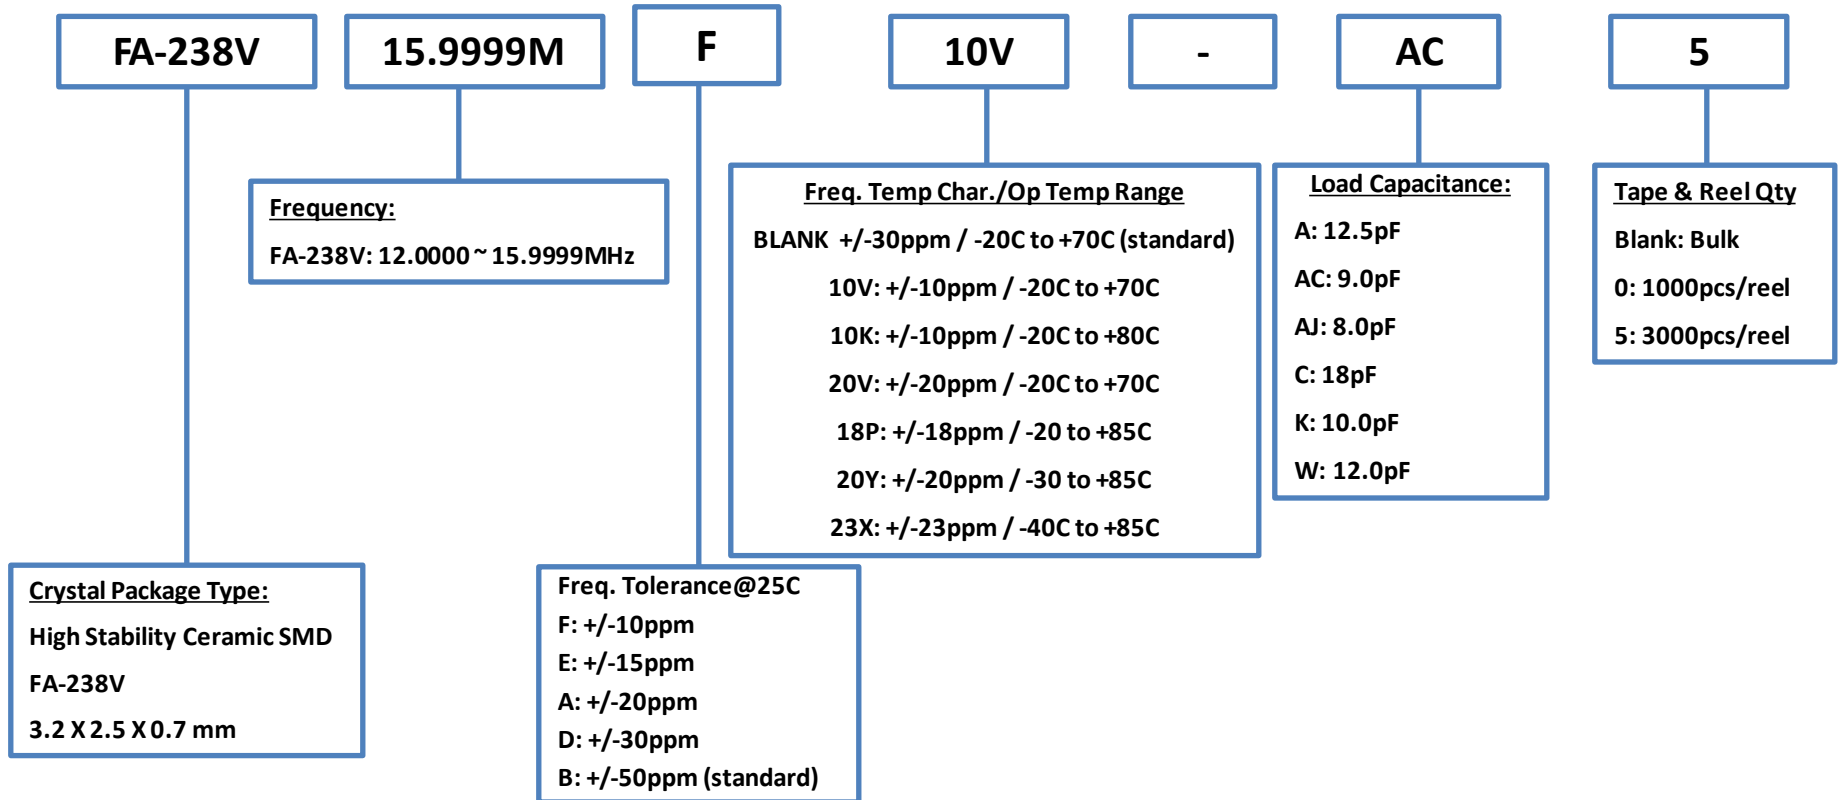 FA-238V
15.9999M
F
10V
-
AC
5
Frequency:
FA-238V: 12.0000 ~ 15.9999MHz
Freq. Temp Char./Op Temp Range
BLANK +/-30ppm / -20C to +70C (standard)
10V: +/-10ppm / -20C to +70C
10K: +/-10ppm / -20C to +80C
20V: +/-20ppm / -20C to +70C
18P: +/-18ppm / -20 to +85C
20Y: +/-20ppm / -30 to +85C
23X: +/-23ppm / -40C to +85C
Load Capacitance:
A: 12.5pF
AC: 9.0pF
AJ: 8.0pF
C: 18pF
K: 10.0pF
W: 12.0pF
Tape & Reel Qty
Blank: Bulk
0: 1000pcs/reel
5: 3000pcs/reel
Crystal Package Type:
High Stability Ceramic SMD
FA-238V
3.2 X 2.5 X 0.7 mm
Freq. Tolerance@25C
F: +/-10ppm
E: +/-15ppm
A: +/-20ppm
D: +/-30ppm
B: +/-50ppm (standard)